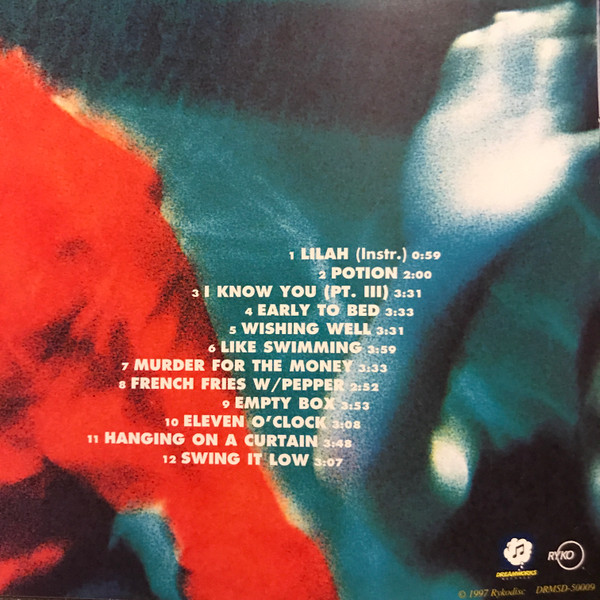 1 LILAH (Instr.) 0:59
2 POTION 2:00
3 I KNOW YOU (PT. III) 3:31
4 EARLY TO BED 3:33
5 WISHING WELL 3:31
6 LIKE SWIMMING 3:59
7 MURDER FOR THE MONEY 3:33
8 FRENCH FRIES W/PEPPER 2:52
9 EMPTY BOX 3:53
10 ELEVEN O'CLOCK 3:08
11 HANGING ON A CURTAIN 3:48
12 SWING IT LOW 3:07
DREAMWORKS
RECORDS
RYKO
© 1997 Rykodisc DRMSD-50009